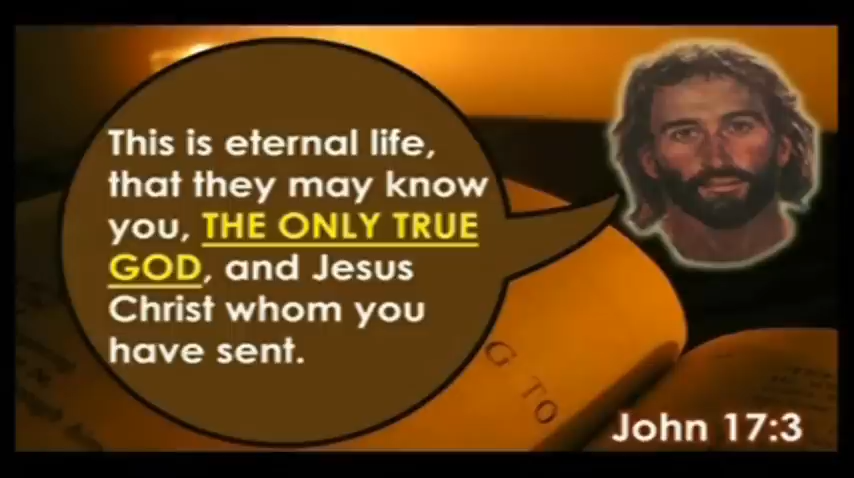 This is eternal life,
that they may know
you, THE ONLY TRUE
GOD, and Jesus
Christ whom you
have sent.
G TO
John 17:3